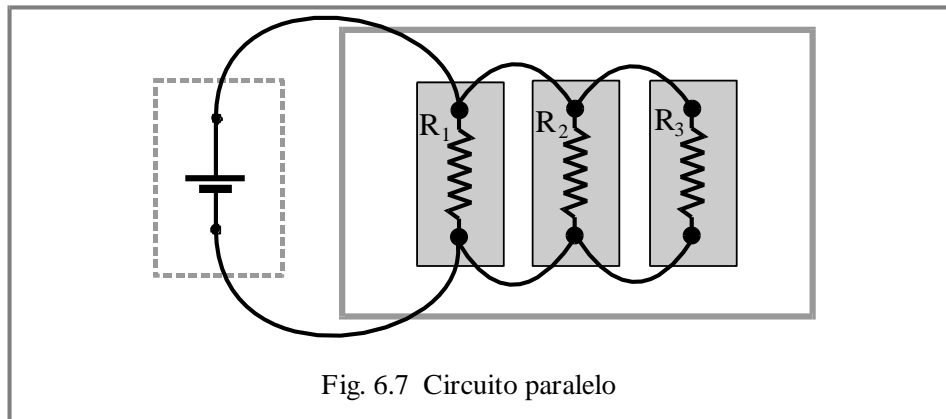 R₁ R₂ R₃
Fig. 6.7 Circuito paralelo